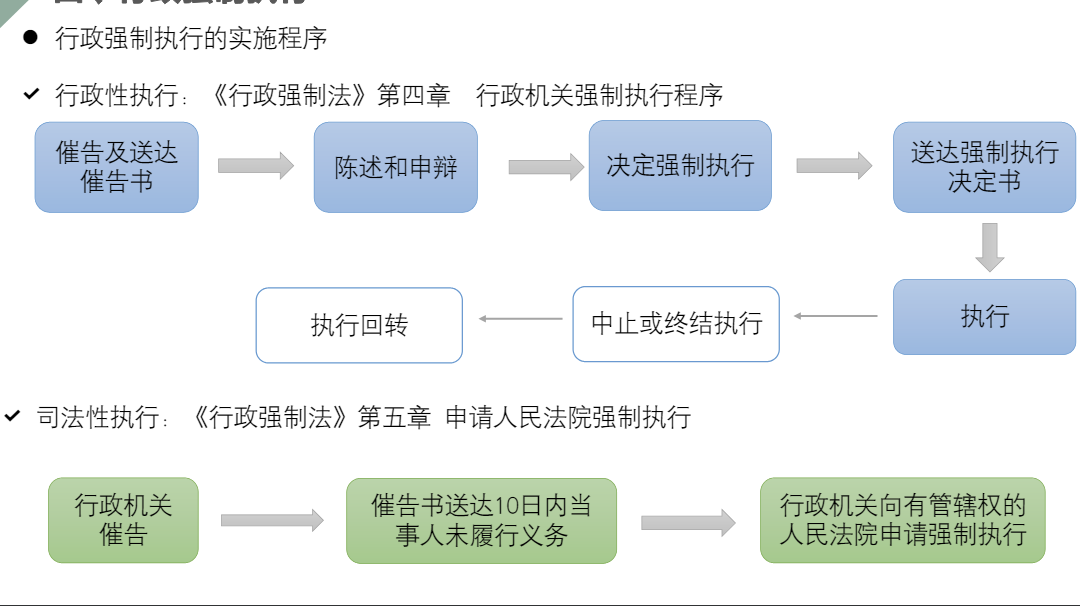 行政强制执行的实施程序
行政性执行：《行政强制法》第四章 行政机关强制执行程序
催告及送达
催告书
陈述和申辩
决定强制执行
送达强制执行
决定书
执行
中止或终结执行
执行回转
司法性执行：《行政强制法》第五章 申请人民法院强制执行
行政机关
催告
催告书送达10日内当
事人未履行义务
行政机关向有管辖权的
人民法院申请强制执行